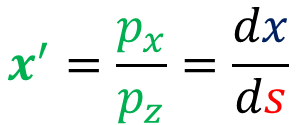 x′ = p_x / p_z = dx / ds